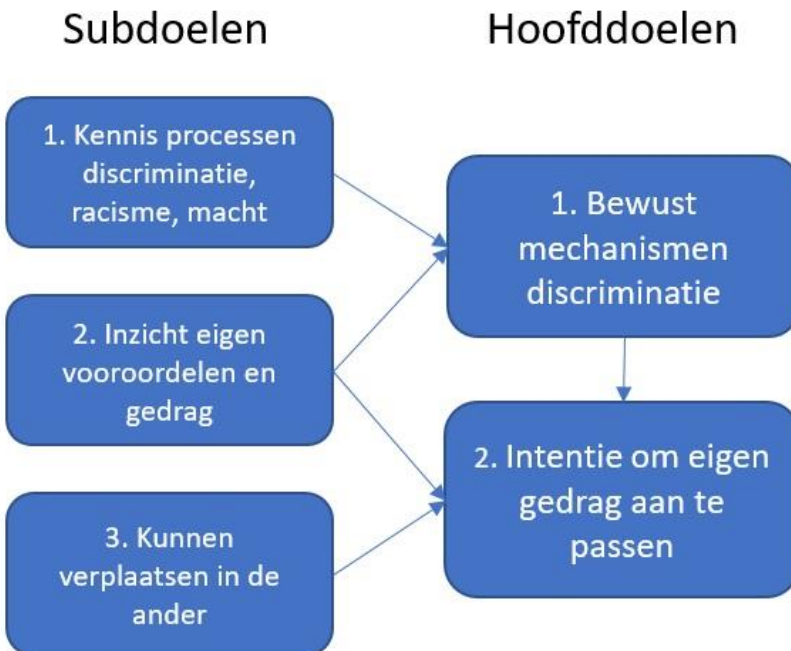 Subdoelen
1. Kennis processen
discriminatie,
racisme, macht
2. Inzicht eigen
vooroordelen en
gedrag
3. Kunnen
verplaatsen in de
ander
Hoofddoelen
1. Bewust
mechanismen
discriminatie
2. Intentie om eigen
gedrag aan te
passen